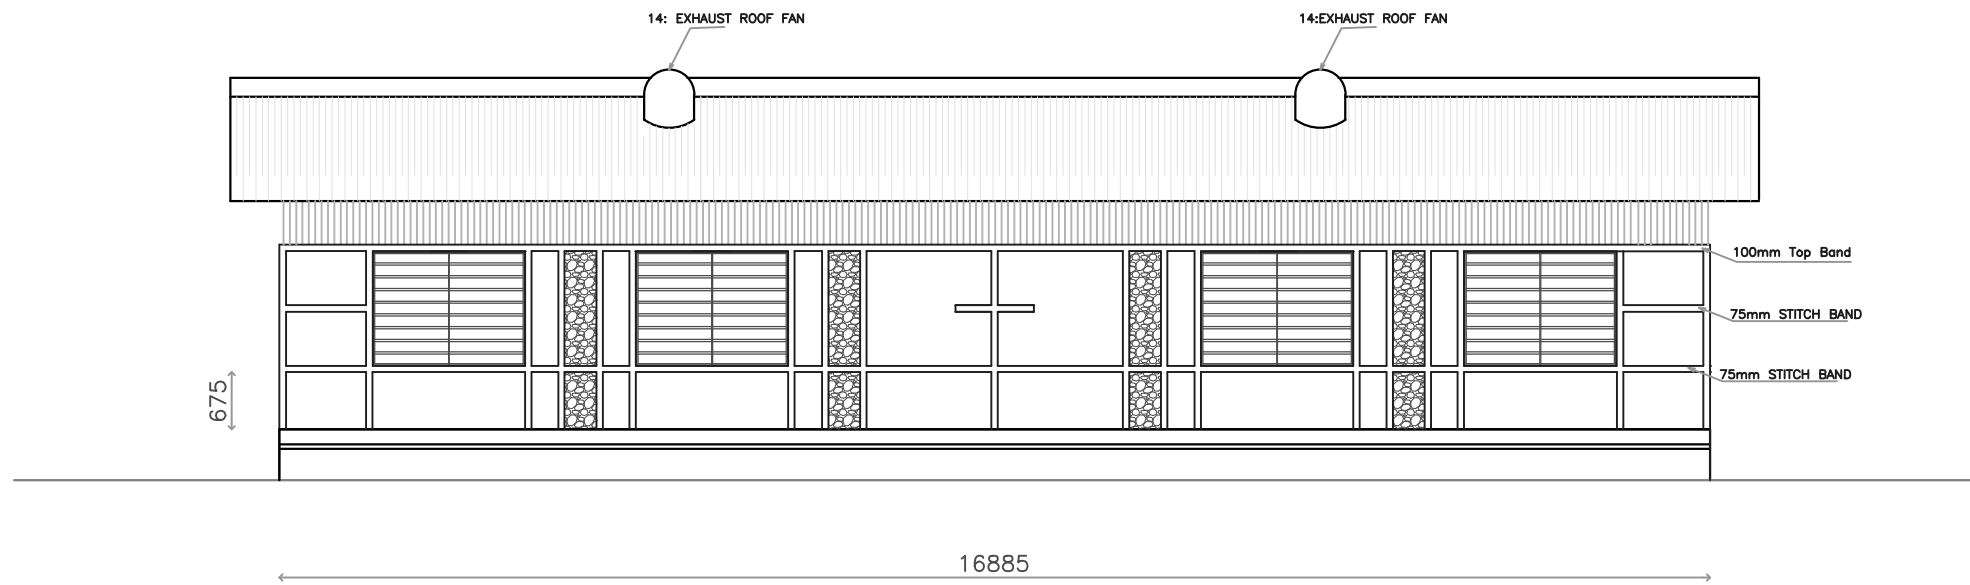 14: EXHAUST ROOF FAN
14:EXHAUST ROOF FAN
100mm Top Band
75mm STITCH BAND
75mm STITCH BAND
675
16885